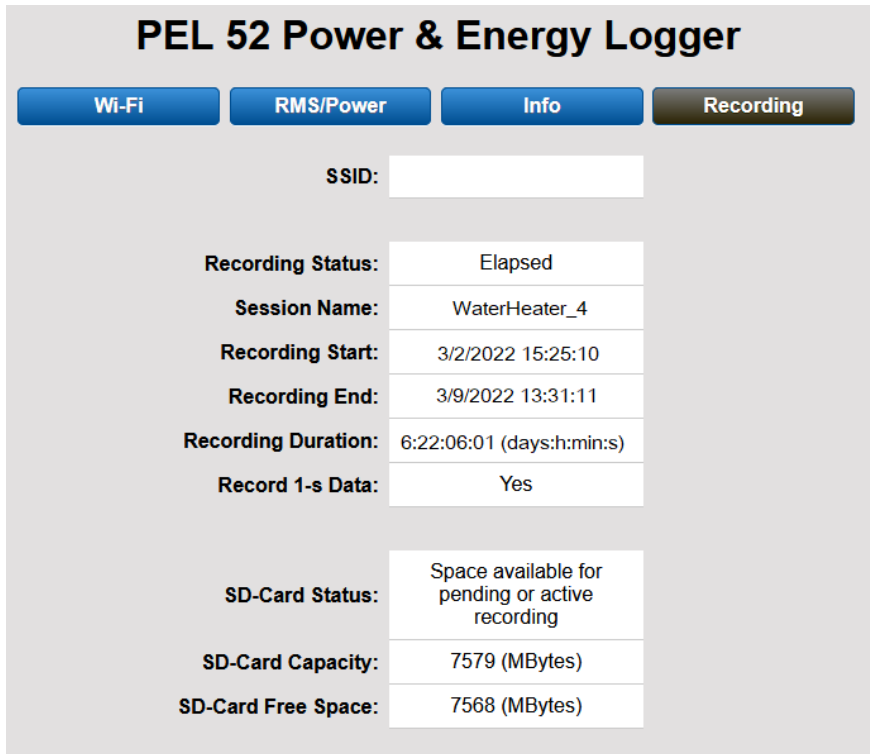 PEL 52 Power & Energy Logger
Wi-Fi RMS/Power Info Recording
SSID:
Recording Status: Elapsed
Session Name: WaterHeater_4
Recording Start: 3/2/2022 15:25:10
Recording End: 3/9/2022 13:31:11
Recording Duration: 6:22:06:01 (days:h:min:s)
Record 1-s Data: Yes
SD-Card Status: Space available for
pending or active
recording
SD-Card Capacity: 7579 (MBytes)
SD-Card Free Space: 7568 (MBytes)